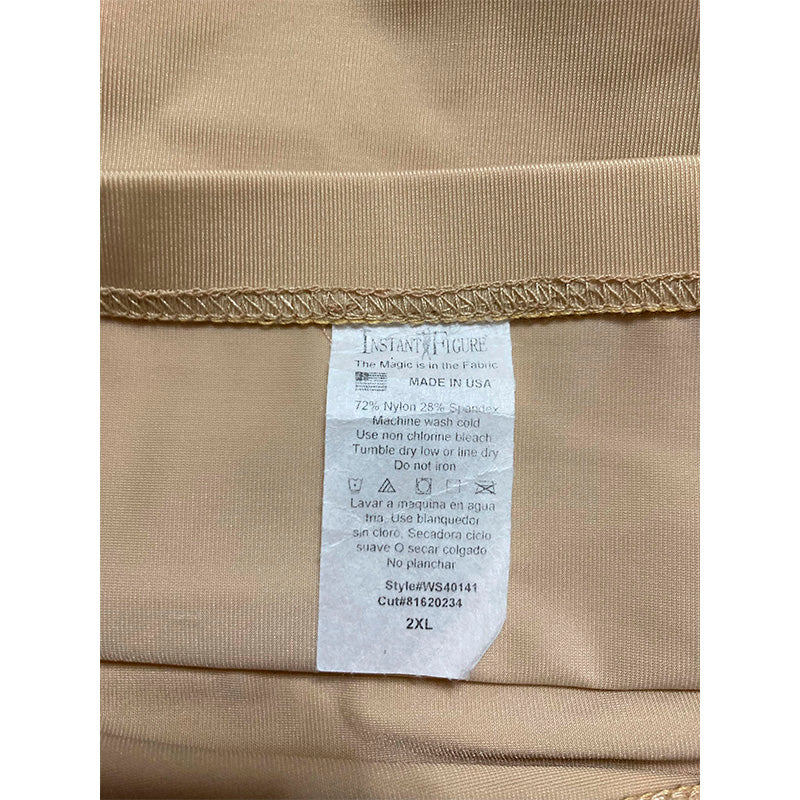 INSTANT FIGURE
The Magic is in the Fabric
MADE IN USA
72% Nylon 28% Spandex
Machine wash cold
Use non chlorine bleach
Tumble dry low or line dry
Do not iron
Lavar a maquina en agua
fria. Use blanquedor
sin cloro. Secadora ciclo
suave O secar colgado
No planchar
Style#WS40141
Cut#81620234
2XL